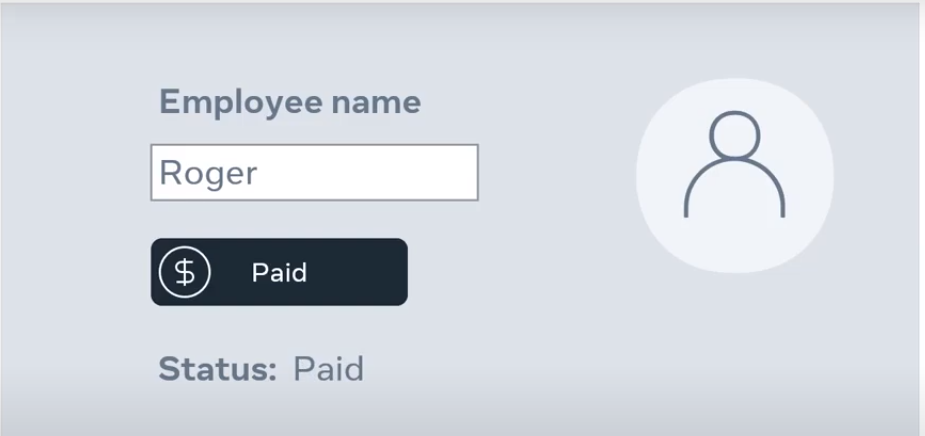 Employee name
Roger
$ Paid
Status: Paid